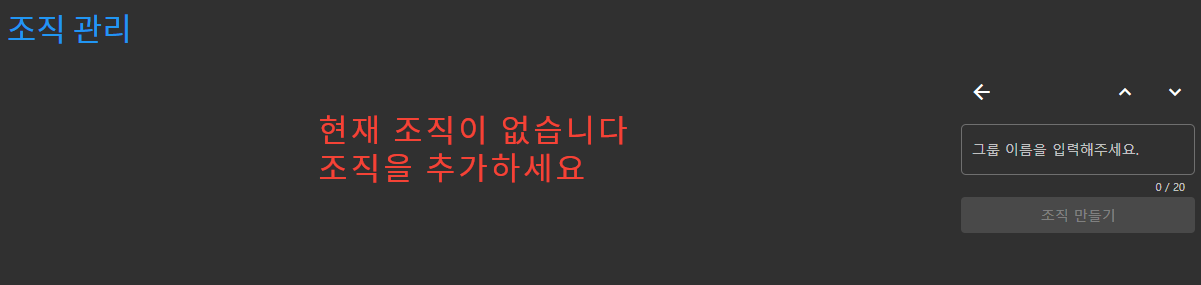 조직 관리
현재 조직이 없습니다
조직을 추가하세요
그룹 이름을 입력해주세요.
0 / 20
조직 만들기